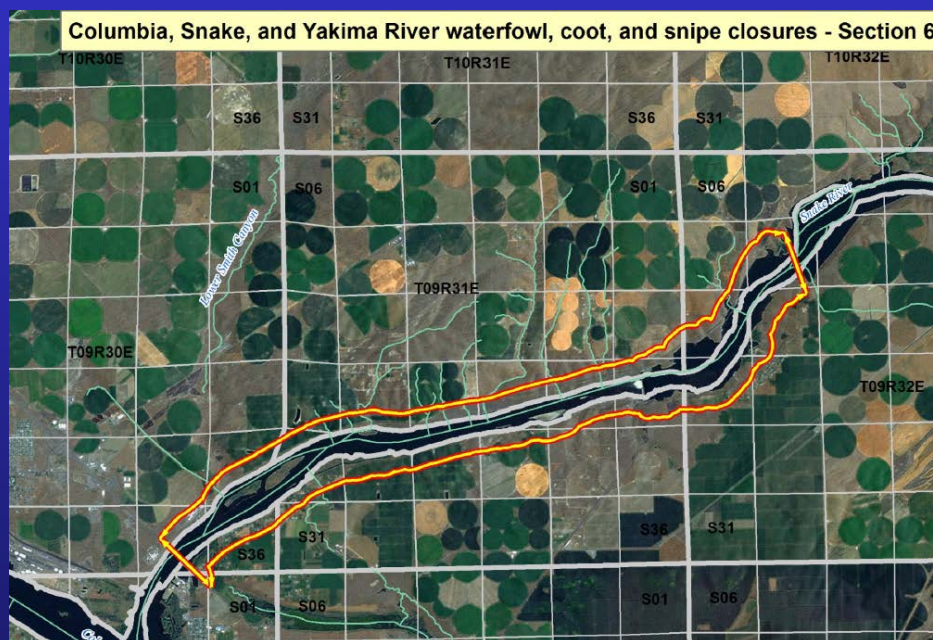 Columbia, Snake, and Yakima River waterfowl, coot, and snipe closures - Section 6
T10R30E
T10R31E
T10R32E
S36
S31
S36
S31
S01
S06
S01
S06
Snake River
Lower Smith Canyon
T09R31E
T09R30E
T09R32E
S36
S31
S36
S31
S01
S06
S01
S06